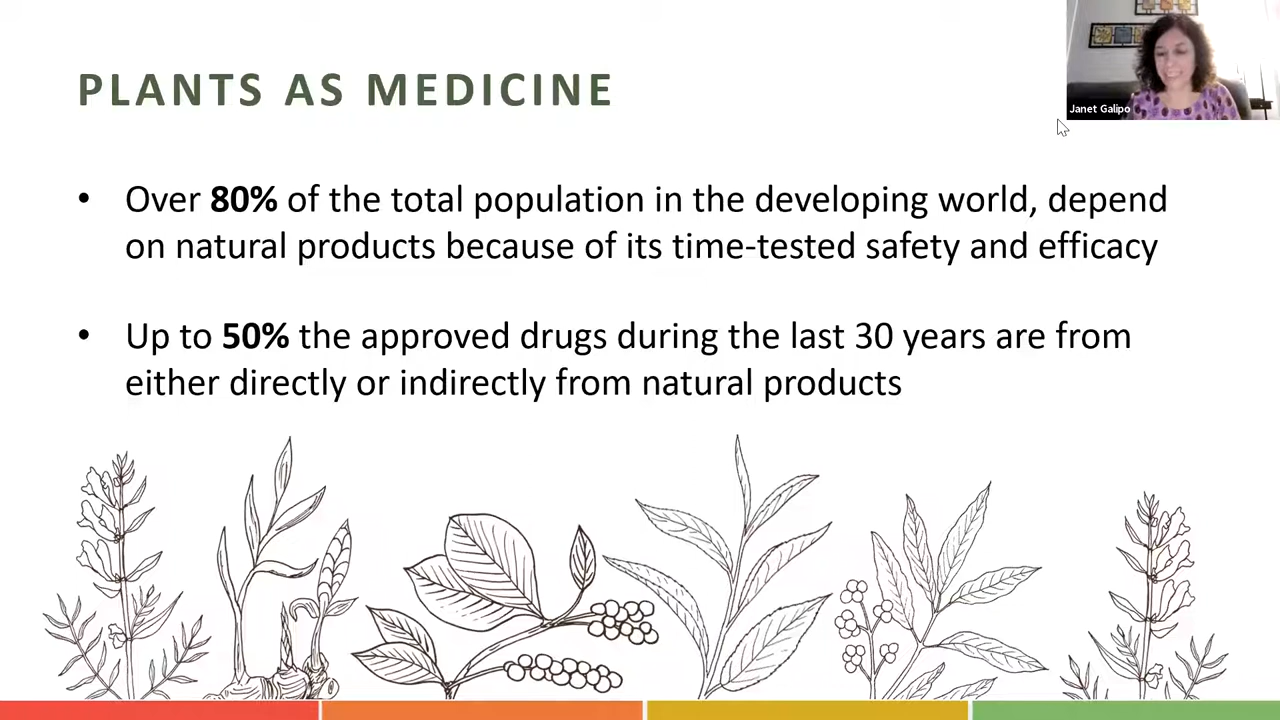 PLANTS AS MEDICINE
Janet Galipo
• Over 80% of the total population in the developing world, depend
on natural products because of its time-tested safety and efficacy
• Up to 50% the approved drugs during the last 30 years are from
either directly or indirectly from natural products